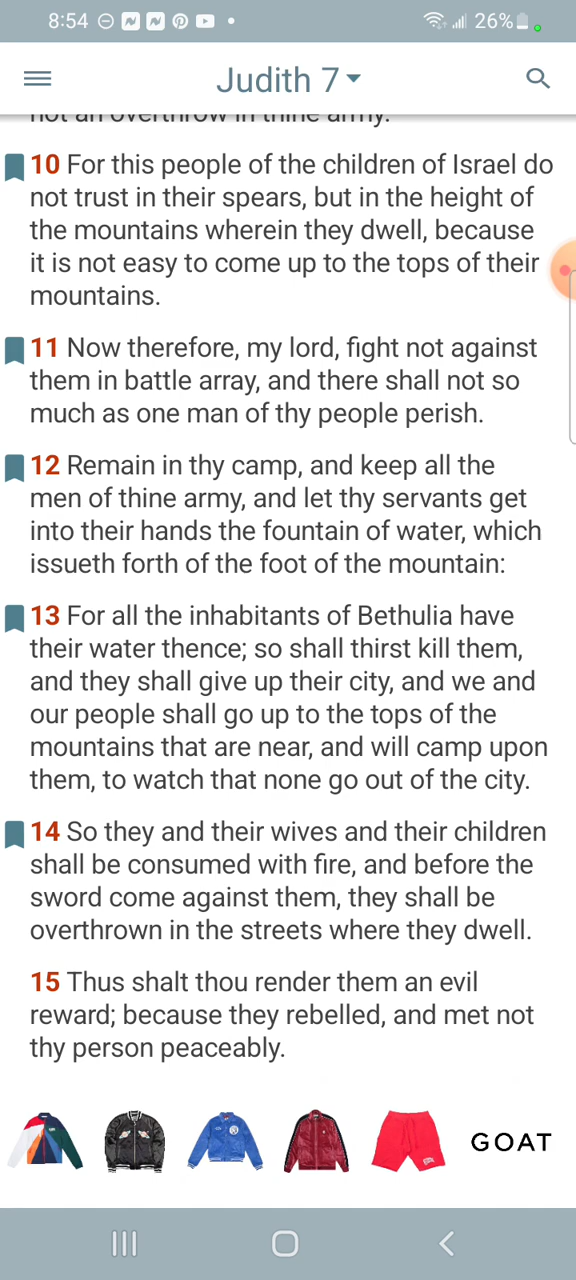 8:54
26%
Judith 7
not an overthrow in thine army.
10 For this people of the children of Israel do
not trust in their spears, but in the height of
the mountains wherein they dwell, because
it is not easy to come up to the tops of their
mountains.
11 Now therefore, my lord, fight not against
them in battle array, and there shall not so
much as one man of thy people perish.
12 Remain in thy camp, and keep all the
men of thine army, and let thy servants get
into their hands the fountain of water, which
issueth forth of the foot of the mountain:
13 For all the inhabitants of Bethulia have
their water thence; so shall thirst kill them,
and they shall give up their city, and we and
our people shall go up to the tops of the
mountains that are near, and will camp upon
them, to watch that none go out of the city.
14 So they and their wives and their children
shall be consumed with fire, and before the
sword come against them, they shall be
overthrown in the streets where they dwell.
15 Thus shalt thou render them an evil
reward; because they rebelled, and met not
thy person peaceably.
GOAT